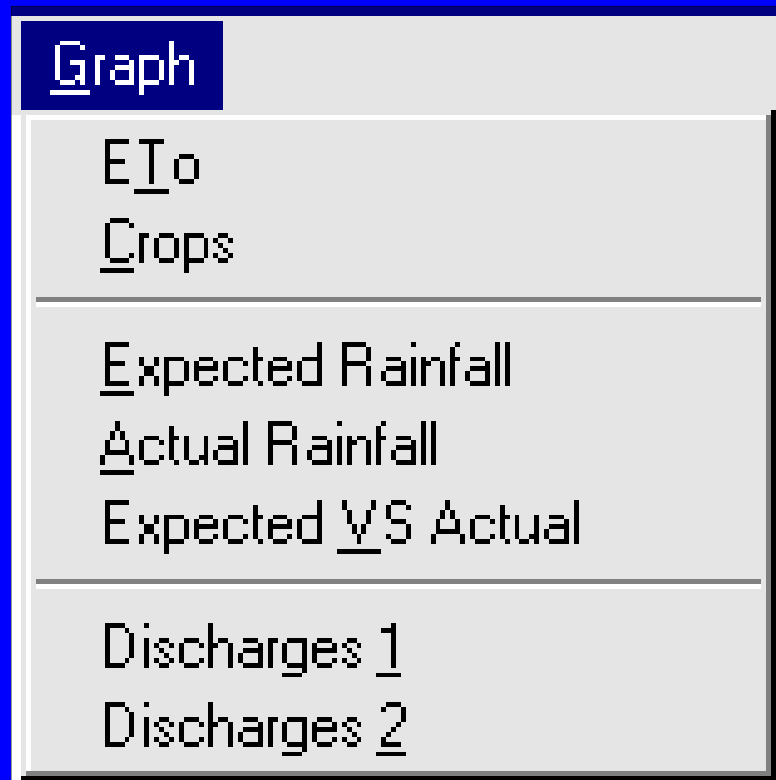 Graph
ETo
Crops
Expected Rainfall
Actual Rainfall
Expected VS Actual
Discharges 1
Discharges 2